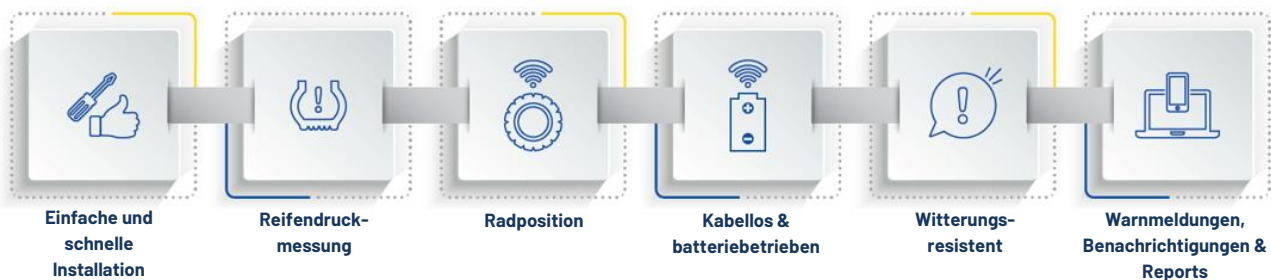 Einfache und
schnelle
Installation
Reifendruck-
messung
Radposition
Kabellos &
batteriebetrieben
Witterungs-
resistent
Warnmeldungen,
Benachrichtigungen &
Reports